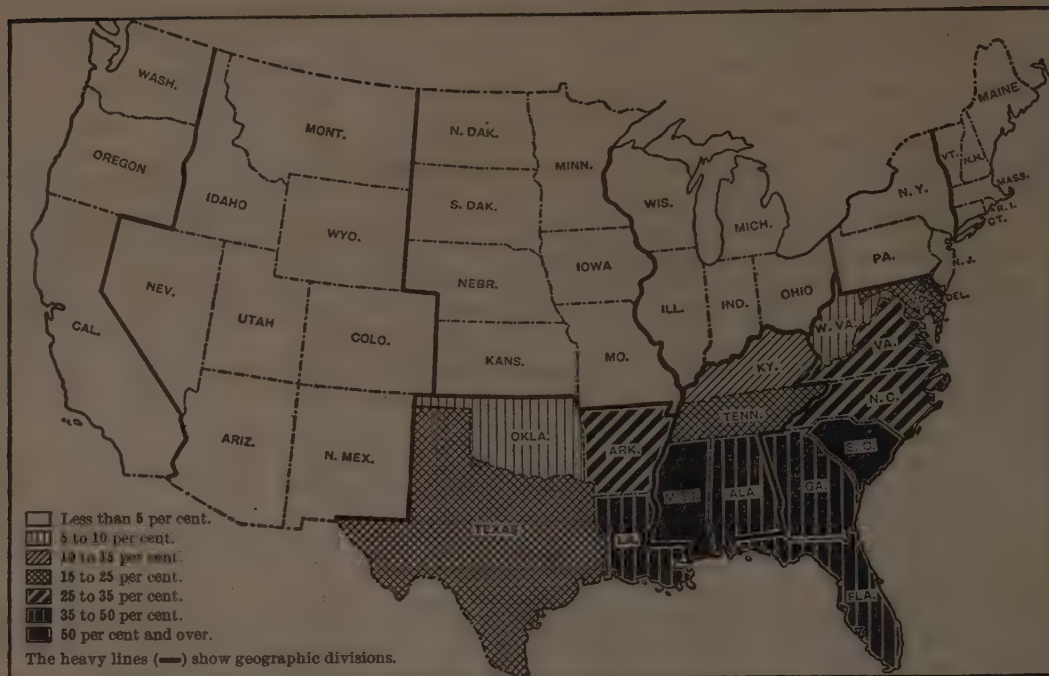 WASH.
MONT.
N. DAK.
MINN.
MAINE
OREGON
IDAHO
S. DAK.
WIS.
MICH.
VT.
N.H.
MASS.
N.Y.
R. I.
CT.
WYO.
IOWA
PA.
N. J.
NEV.
NEBR.
ILL.
IND.
OHIO
DEL.
CAL.
UTAH
COLO.
KANS.
MO.
W. VA.
VA.
KY.
N. C.
TENN.
ARIZ.
N. MEX.
OKLA.
ARK.
S. C.
ALA
GA.
TEXAS
LA.
FLA.
Less than 5 per cent.
5 to 10 per cent.
10 to 15 per cent.
15 to 25 per cent.
25 to 35 per cent.
35 to 50 per cent.
50 per cent and over.
The heavy lines (▬) show geographic divisions.